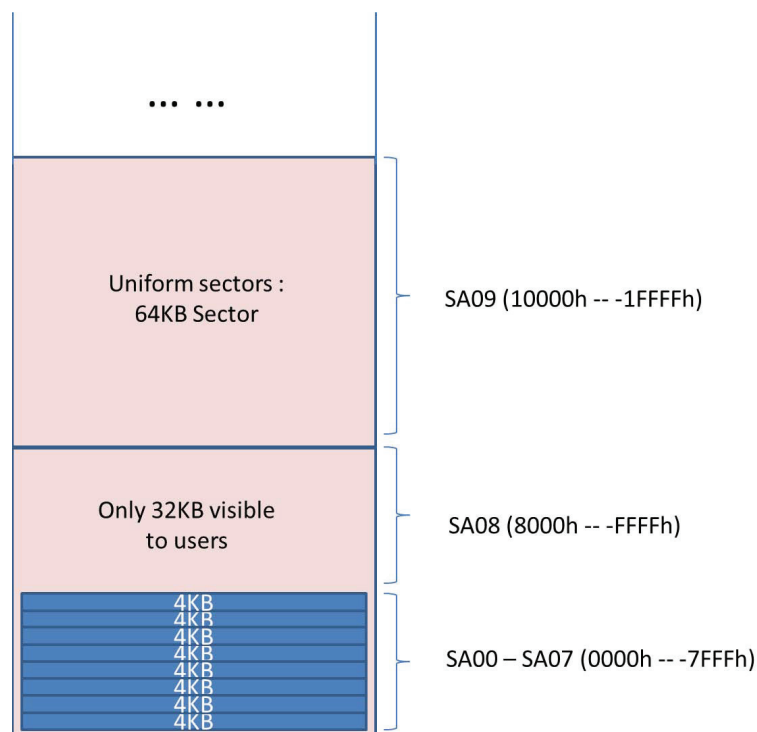 ... ...
Uniform sectors :
64KB Sector
SA09 (10000h -- -1FFFFh)
Only 32KB visible
to users
SA08 (8000h -- -FFFFh)
4KB
4KB
4KB
4KB
4KB
4KB
4KB
4KB
SA00 – SA07 (0000h -- -7FFFh)